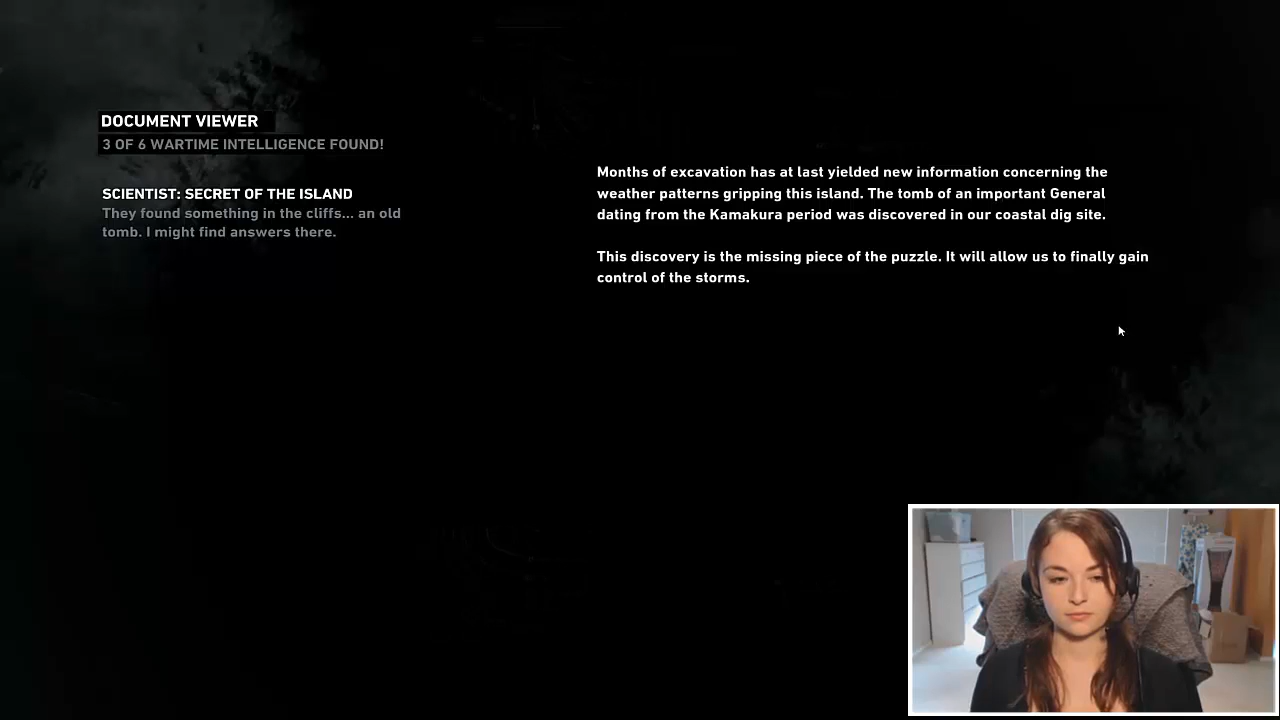 DOCUMENT VIEWER
3 OF 6 WARTIME INTELLIGENCE FOUND!
SCIENTIST: SECRET OF THE ISLAND
They found something in the cliffs... an old
tomb. I might find answers there.
Months of excavation has at last yielded new information concerning the
weather patterns gripping this island. The tomb of an important General
dating from the Kamakura period was discovered in our coastal dig site.
This discovery is the missing piece of the puzzle. It will allow us to finally gain
control of the storms.